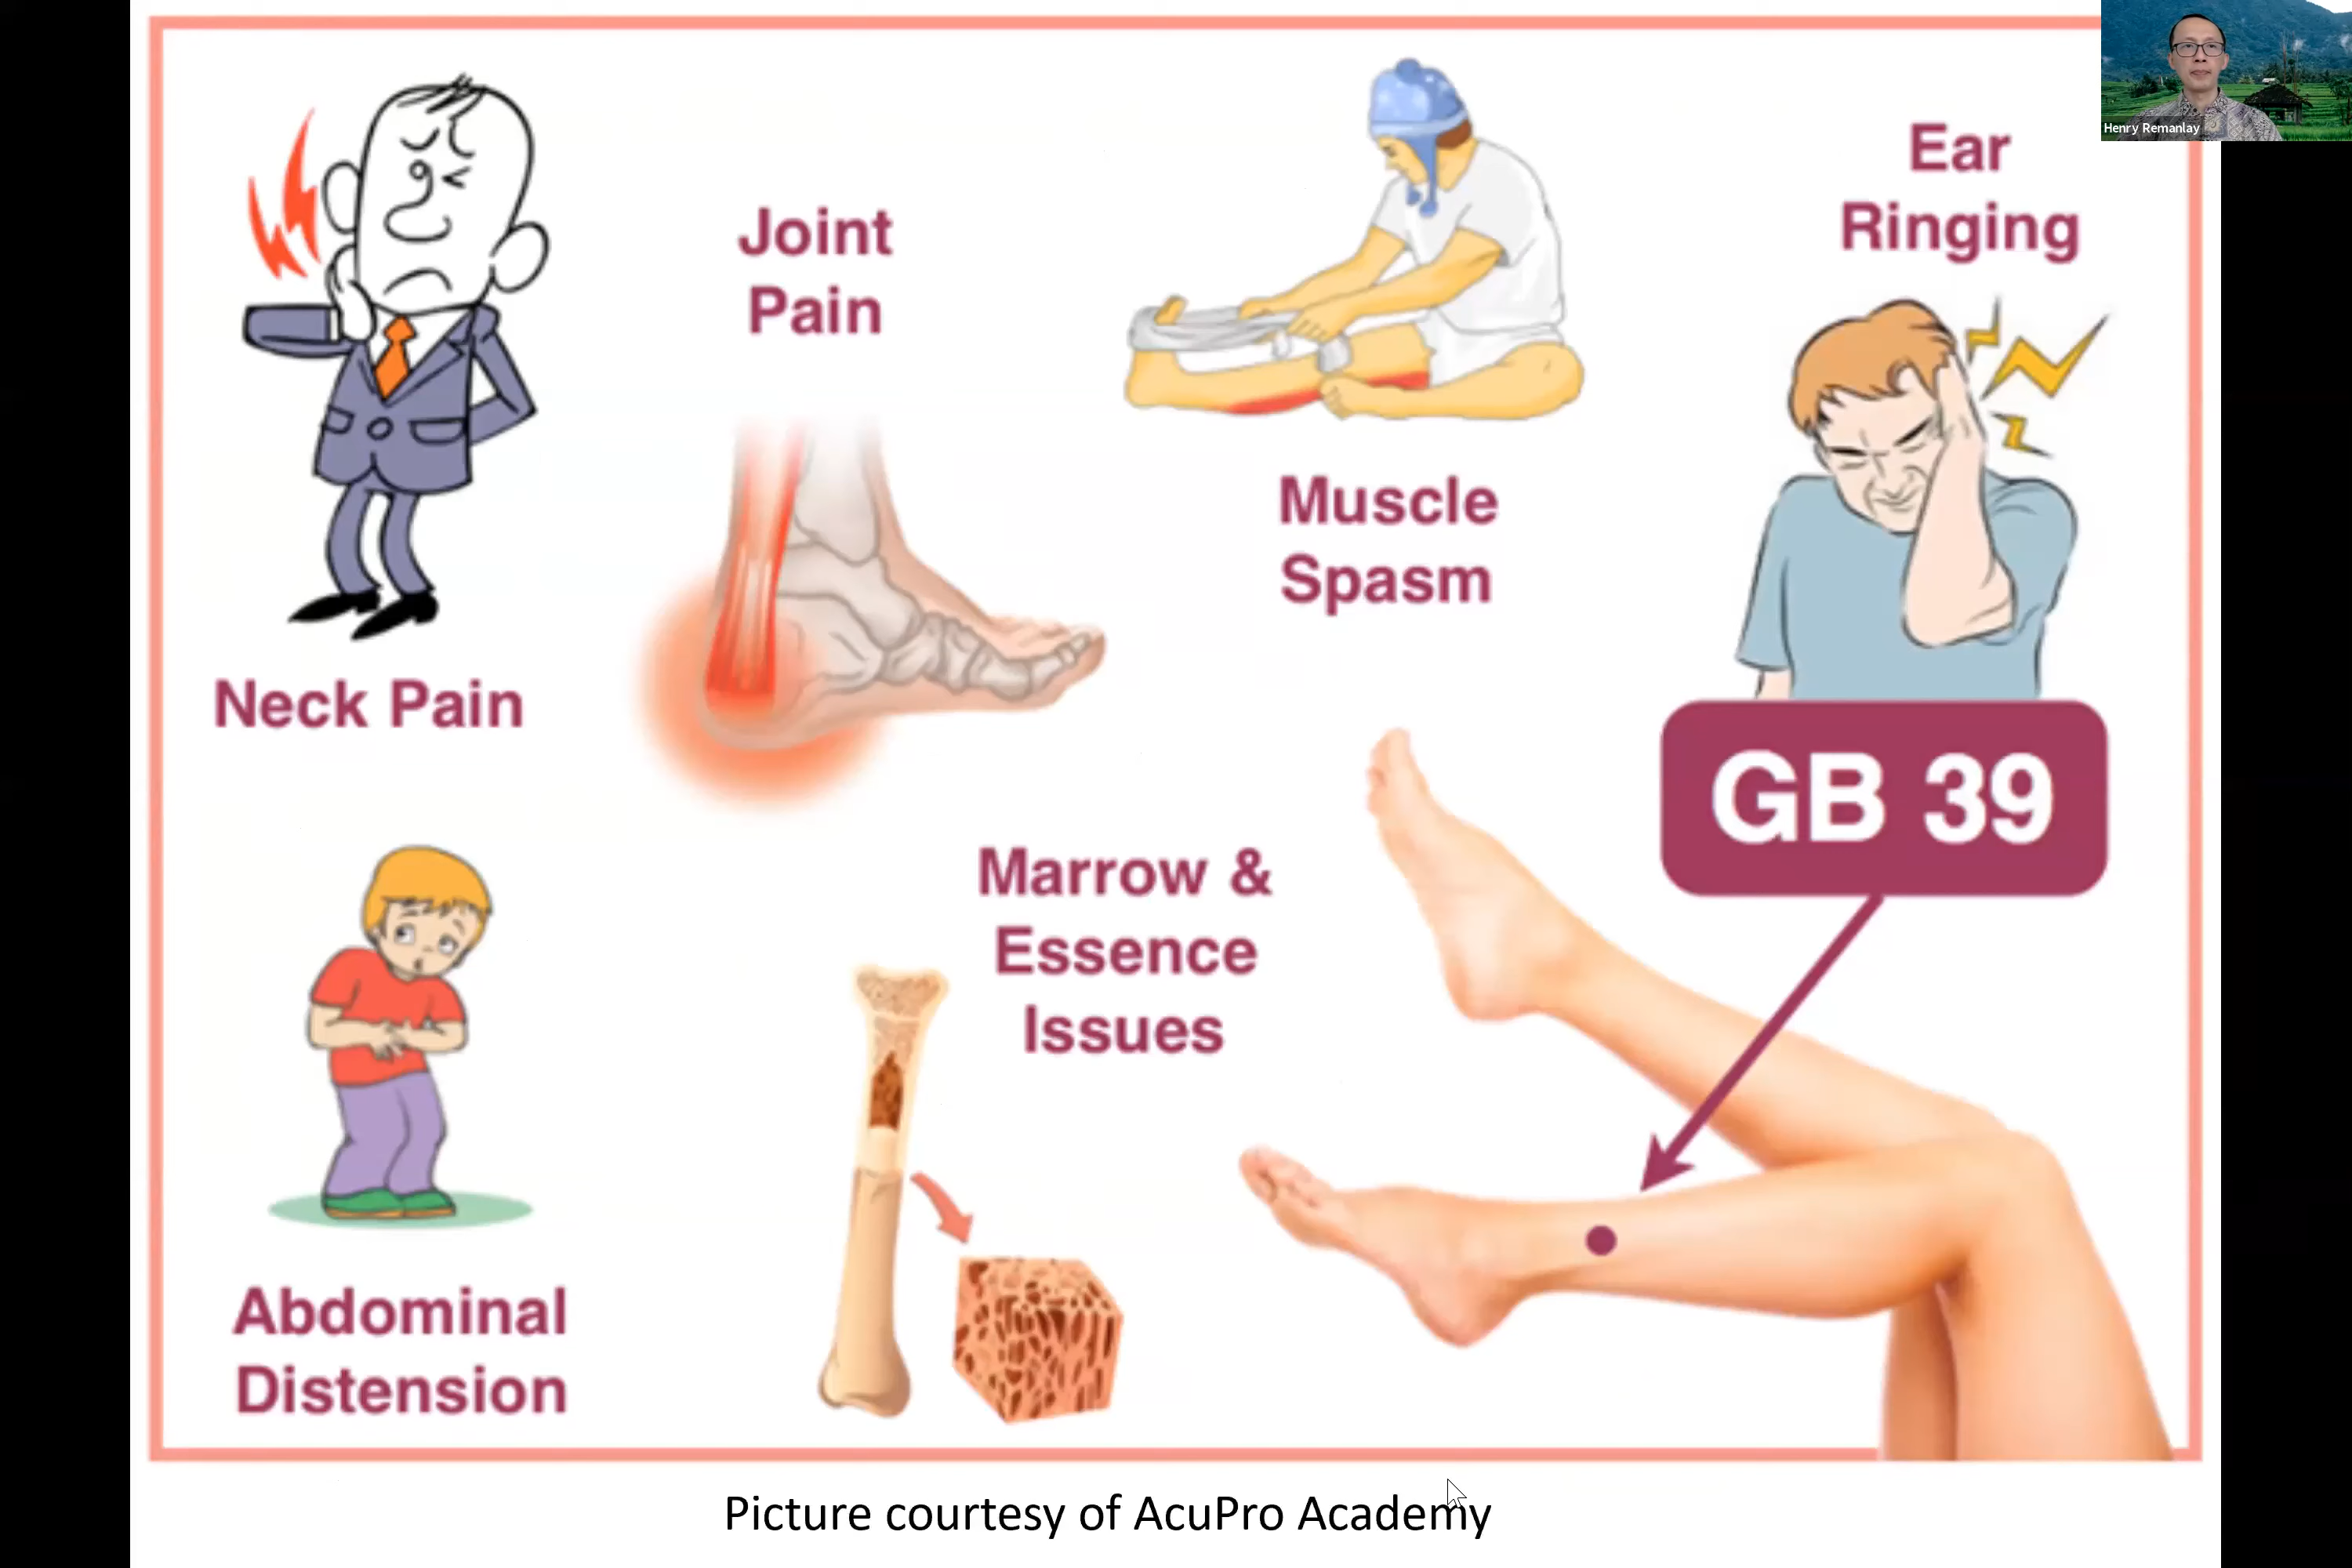 Henry Remanlay
Ear
Ringing
Joint
Pain
Muscle
Spasm
Neck Pain
GB 39
Marrow &
Essence
Issues
Abdominal
Distension
Picture courtesy of AcuPro Academy